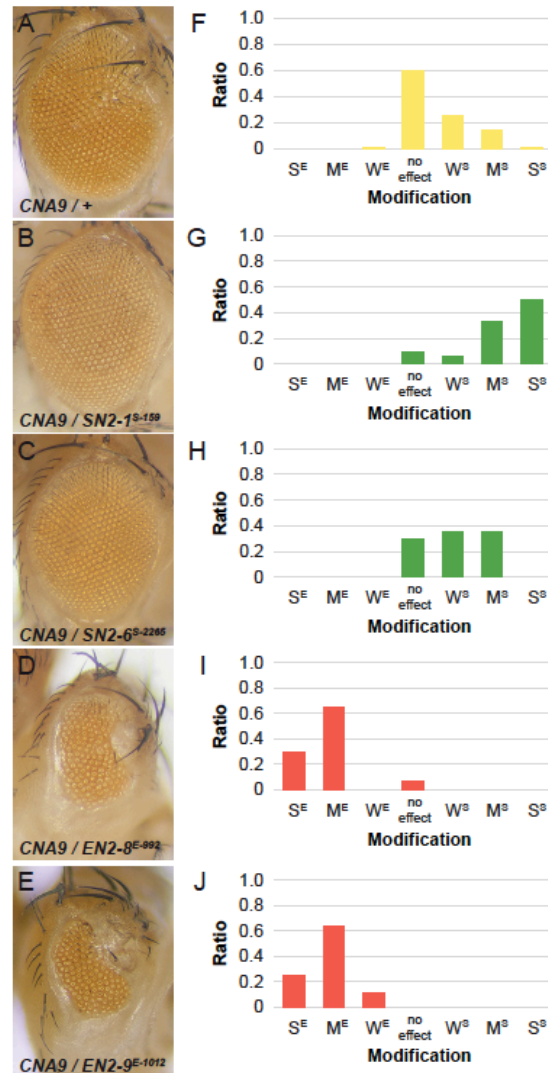 A
CNA9 / +
F
Ratio
1.0
0.8
0.6
0.4
0.2
0
Sᴱ Mᴱ Wᴱ no effect Wˢ Mˢ Sˢ
Modification
B
CNA9 / SN2-1ˢ⁻¹⁵⁹
G
Ratio
1.0
0.8
0.6
0.4
0.2
0
Sᴱ Mᴱ Wᴱ no effect Wˢ Mˢ Sˢ
Modification
C
CNA9 / SN2-6ˢ⁻²²⁶⁵
H
Ratio
1.0
0.8
0.6
0.4
0.2
0
Sᴱ Mᴱ Wᴱ no effect Wˢ Mˢ Sˢ
Modification
D
CNA9 / EN2-8ᴱ⁻⁹⁹²
I
Ratio
1.0
0.8
0.6
0.4
0.2
0
Sᴱ Mᴱ Wᴱ no effect Wˢ Mˢ Sˢ
Modification
E
CNA9 / EN2-9ᴱ⁻¹⁰¹²
J
Ratio
1.0
0.8
0.6
0.4
0.2
0
Sᴱ Mᴱ Wᴱ no effect Wˢ Mˢ Sˢ
Modification